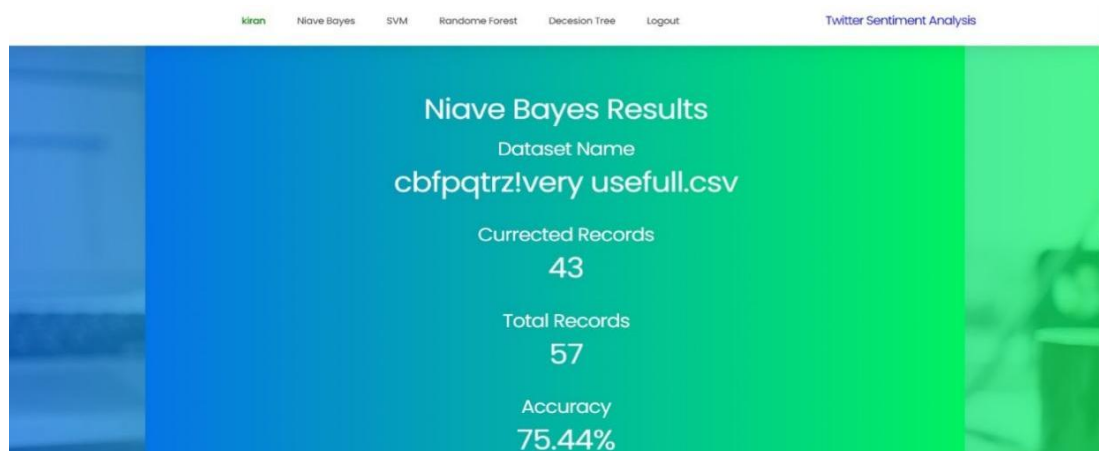 kiran Niave Bayes SVM Randome Forest Decesion Tree Logout Twitter Sentiment Analysis
Niave Bayes Results
Dataset Name
cbfpqtrz!very usefull.csv
Currected Records
43
Total Records
57
Accuracy
75.44%